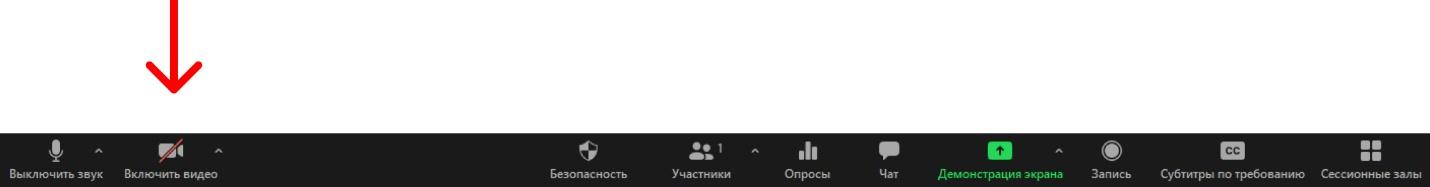 1
CC
Выключить звук
Включить видео
Безопасность
Участники
Опросы
Чат
Демонстрация экрана
Запись
Субтитры по требованию
Сессионные залы